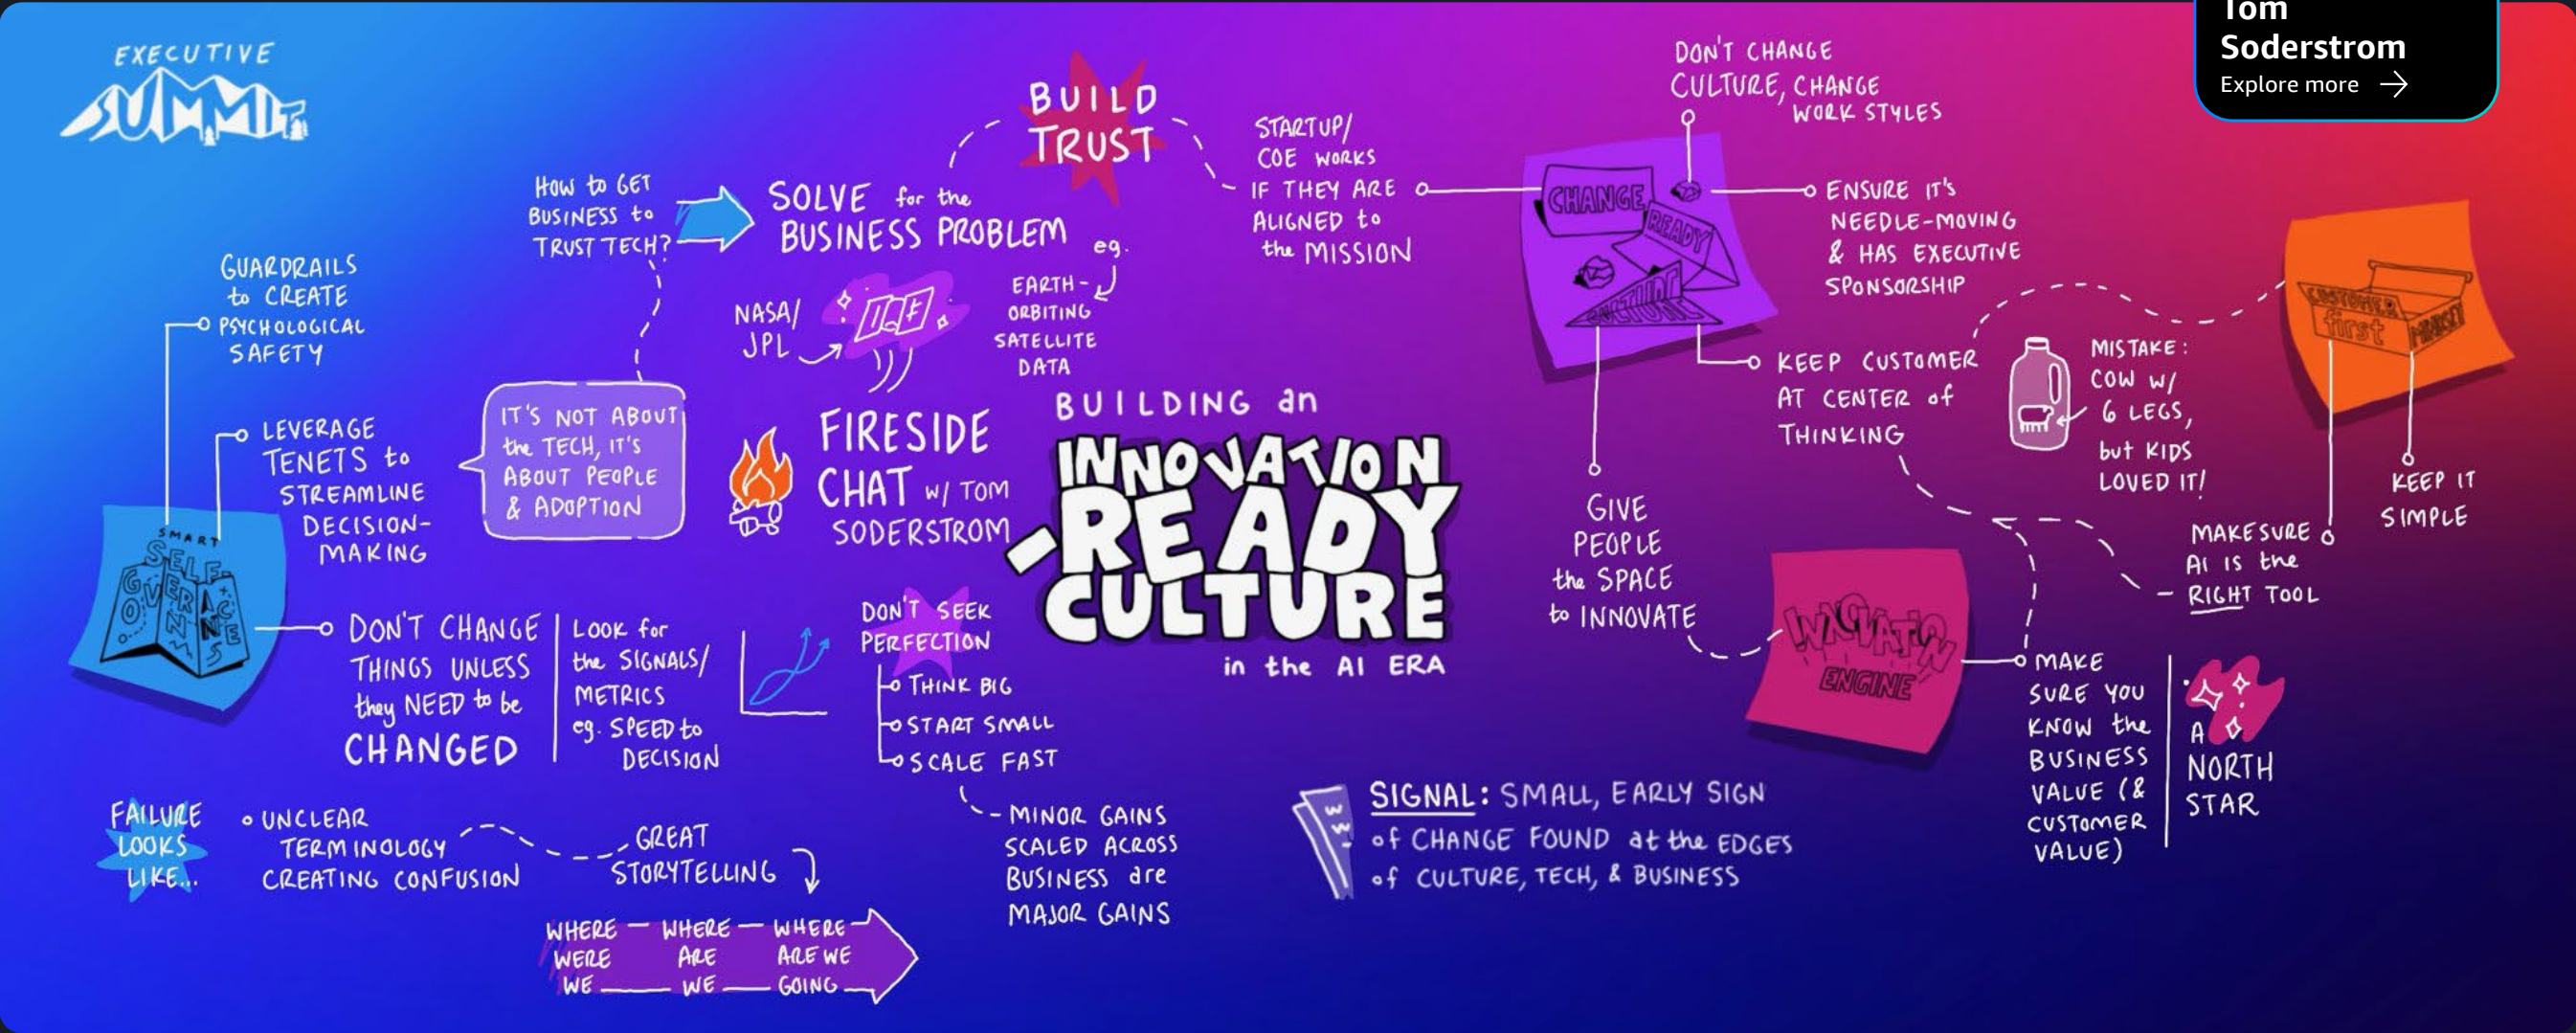 EXECUTIVE
SUMMIT
Tom
Soderstrom
Explore more
GUARDRAILS
to CREATE
PSYCHOLOGICAL
SAFETY
LEVERAGE
TENETS to
STREAMLINE
DECISION-
MAKING
SMART
SELF-
GOVERNANCE
DON'T CHANGE
THINGS UNLESS
they NEED to be
CHANGED
LOOK for
the SIGNALS/
METRICS
eg. SPEED to
DECISION
FAILURE
LOOKS
LIKE...
UNCLEAR
TERMINOLOGY
CREATING CONFUSION
GREAT
STORYTELLING
WHERE — WHERE — WHERE
WERE ARE ARE WE
WE — WE — GOING
HOW to GET
BUSINESS to
TRUST TECH?
IT'S NOT ABOUT
the TECH, IT'S
ABOUT PEOPLE
& ADOPTION
SOLVE for the
BUSINESS PROBLEM
eg.
EARTH-
ORBITING
SATELLITE
DATA
NASA/
JPL
BUILD
TRUST
STARTUP/
COE WORKS
IF THEY ARE
ALIGNED to
the MISSION
FIRESIDE
CHAT w/ TOM
SODERSTROM
BUILDING an
INNOVATION
-READY
CULTURE
in the AI ERA
DON'T SEEK
PERFECTION
THINK BIG
START SMALL
SCALE FAST
MINOR GAINS
SCALED ACROSS
BUSINESS are
MAJOR GAINS
SIGNAL: SMALL, EARLY SIGN
of CHANGE FOUND at the EDGES
of CULTURE, TECH, & BUSINESS
DON'T CHANGE
CULTURE, CHANGE
WORK STYLES
CHANGE
READY
CULTURE
ENSURE IT'S
NEEDLE-MOVING
& HAS EXECUTIVE
SPONSORSHIP
KEEP CUSTOMER
AT CENTER of
THINKING
GIVE
PEOPLE
the SPACE
to INNOVATE
INNOVATION
ENGINE
MAKE
SURE YOU
KNOW the
BUSINESS
VALUE (&
CUSTOMER
VALUE)
A
NORTH
STAR
MISTAKE:
COW w/
6 LEGS,
but KIDS
LOVED IT!
CUSTOMER
first
MINDSET
KEEP IT
SIMPLE
MAKE SURE
AI IS the
RIGHT TOOL